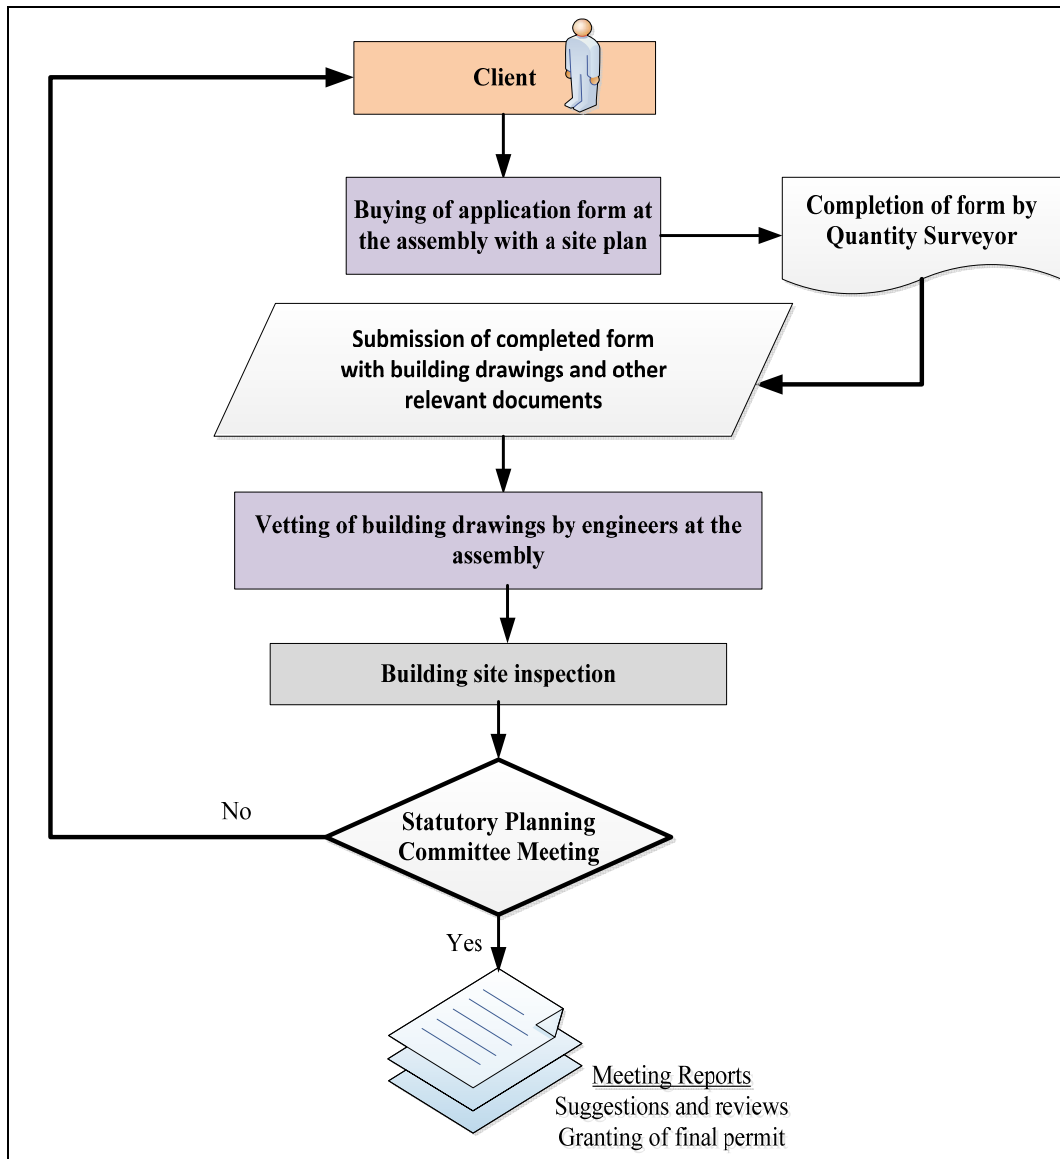 Client
Buying of application form at
the assembly with a site plan
Completion of form by
Quantity Surveyor
Submission of completed form
with building drawings and other
relevant documents
Vetting of building drawings by engineers at the
assembly
Building site inspection
Statutory Planning
Committee Meeting
No
Yes
Meeting Reports
Suggestions and reviews
Granting of final permit